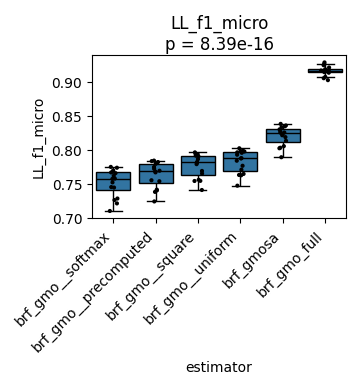 LL_f1_micro
p = 8.39e-16
LL_f1_micro
0.90
0.85
0.80
0.75
0.70
brf_gmo__softmax
brf_gmo__precomputed
brf_gmo__square
brf_gmo__uniform
brf_gmosa
brf_gmo_full
estimator